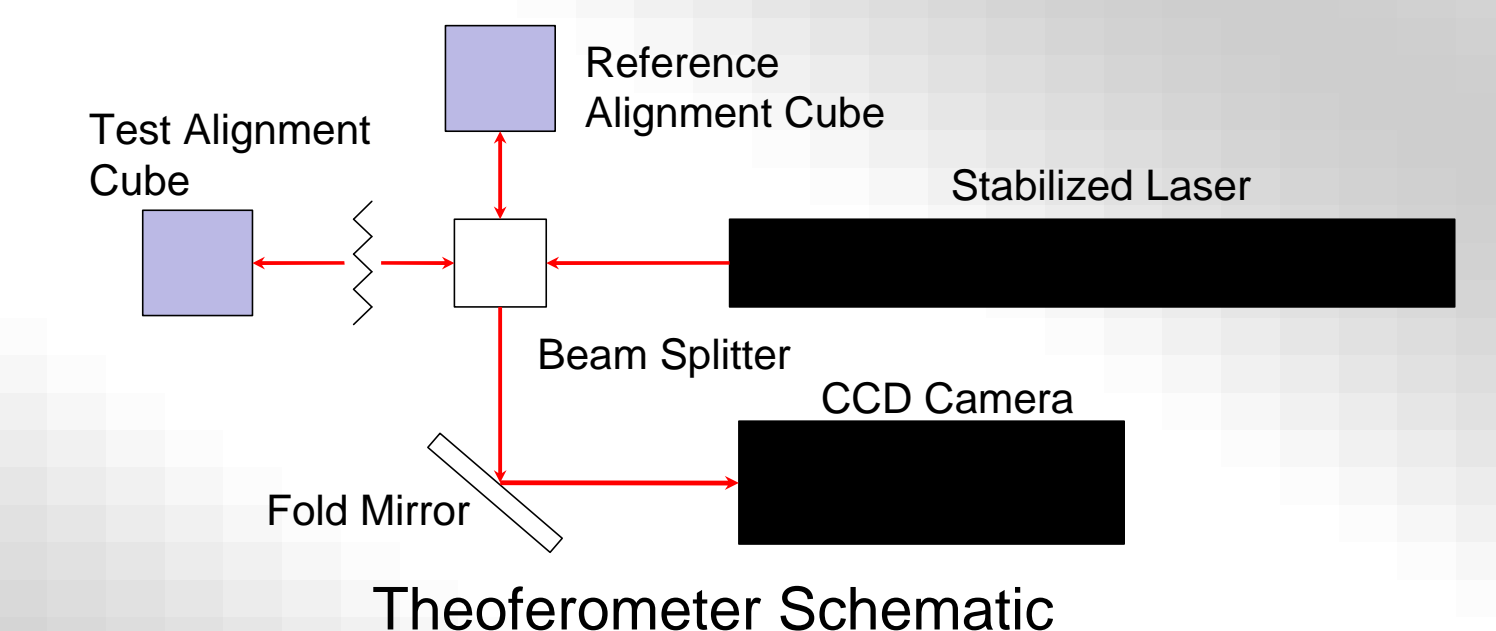 Reference
Alignment Cube
Test Alignment
Cube
Stabilized Laser
Beam Splitter
CCD Camera
Fold Mirror
Theoferometer Schematic